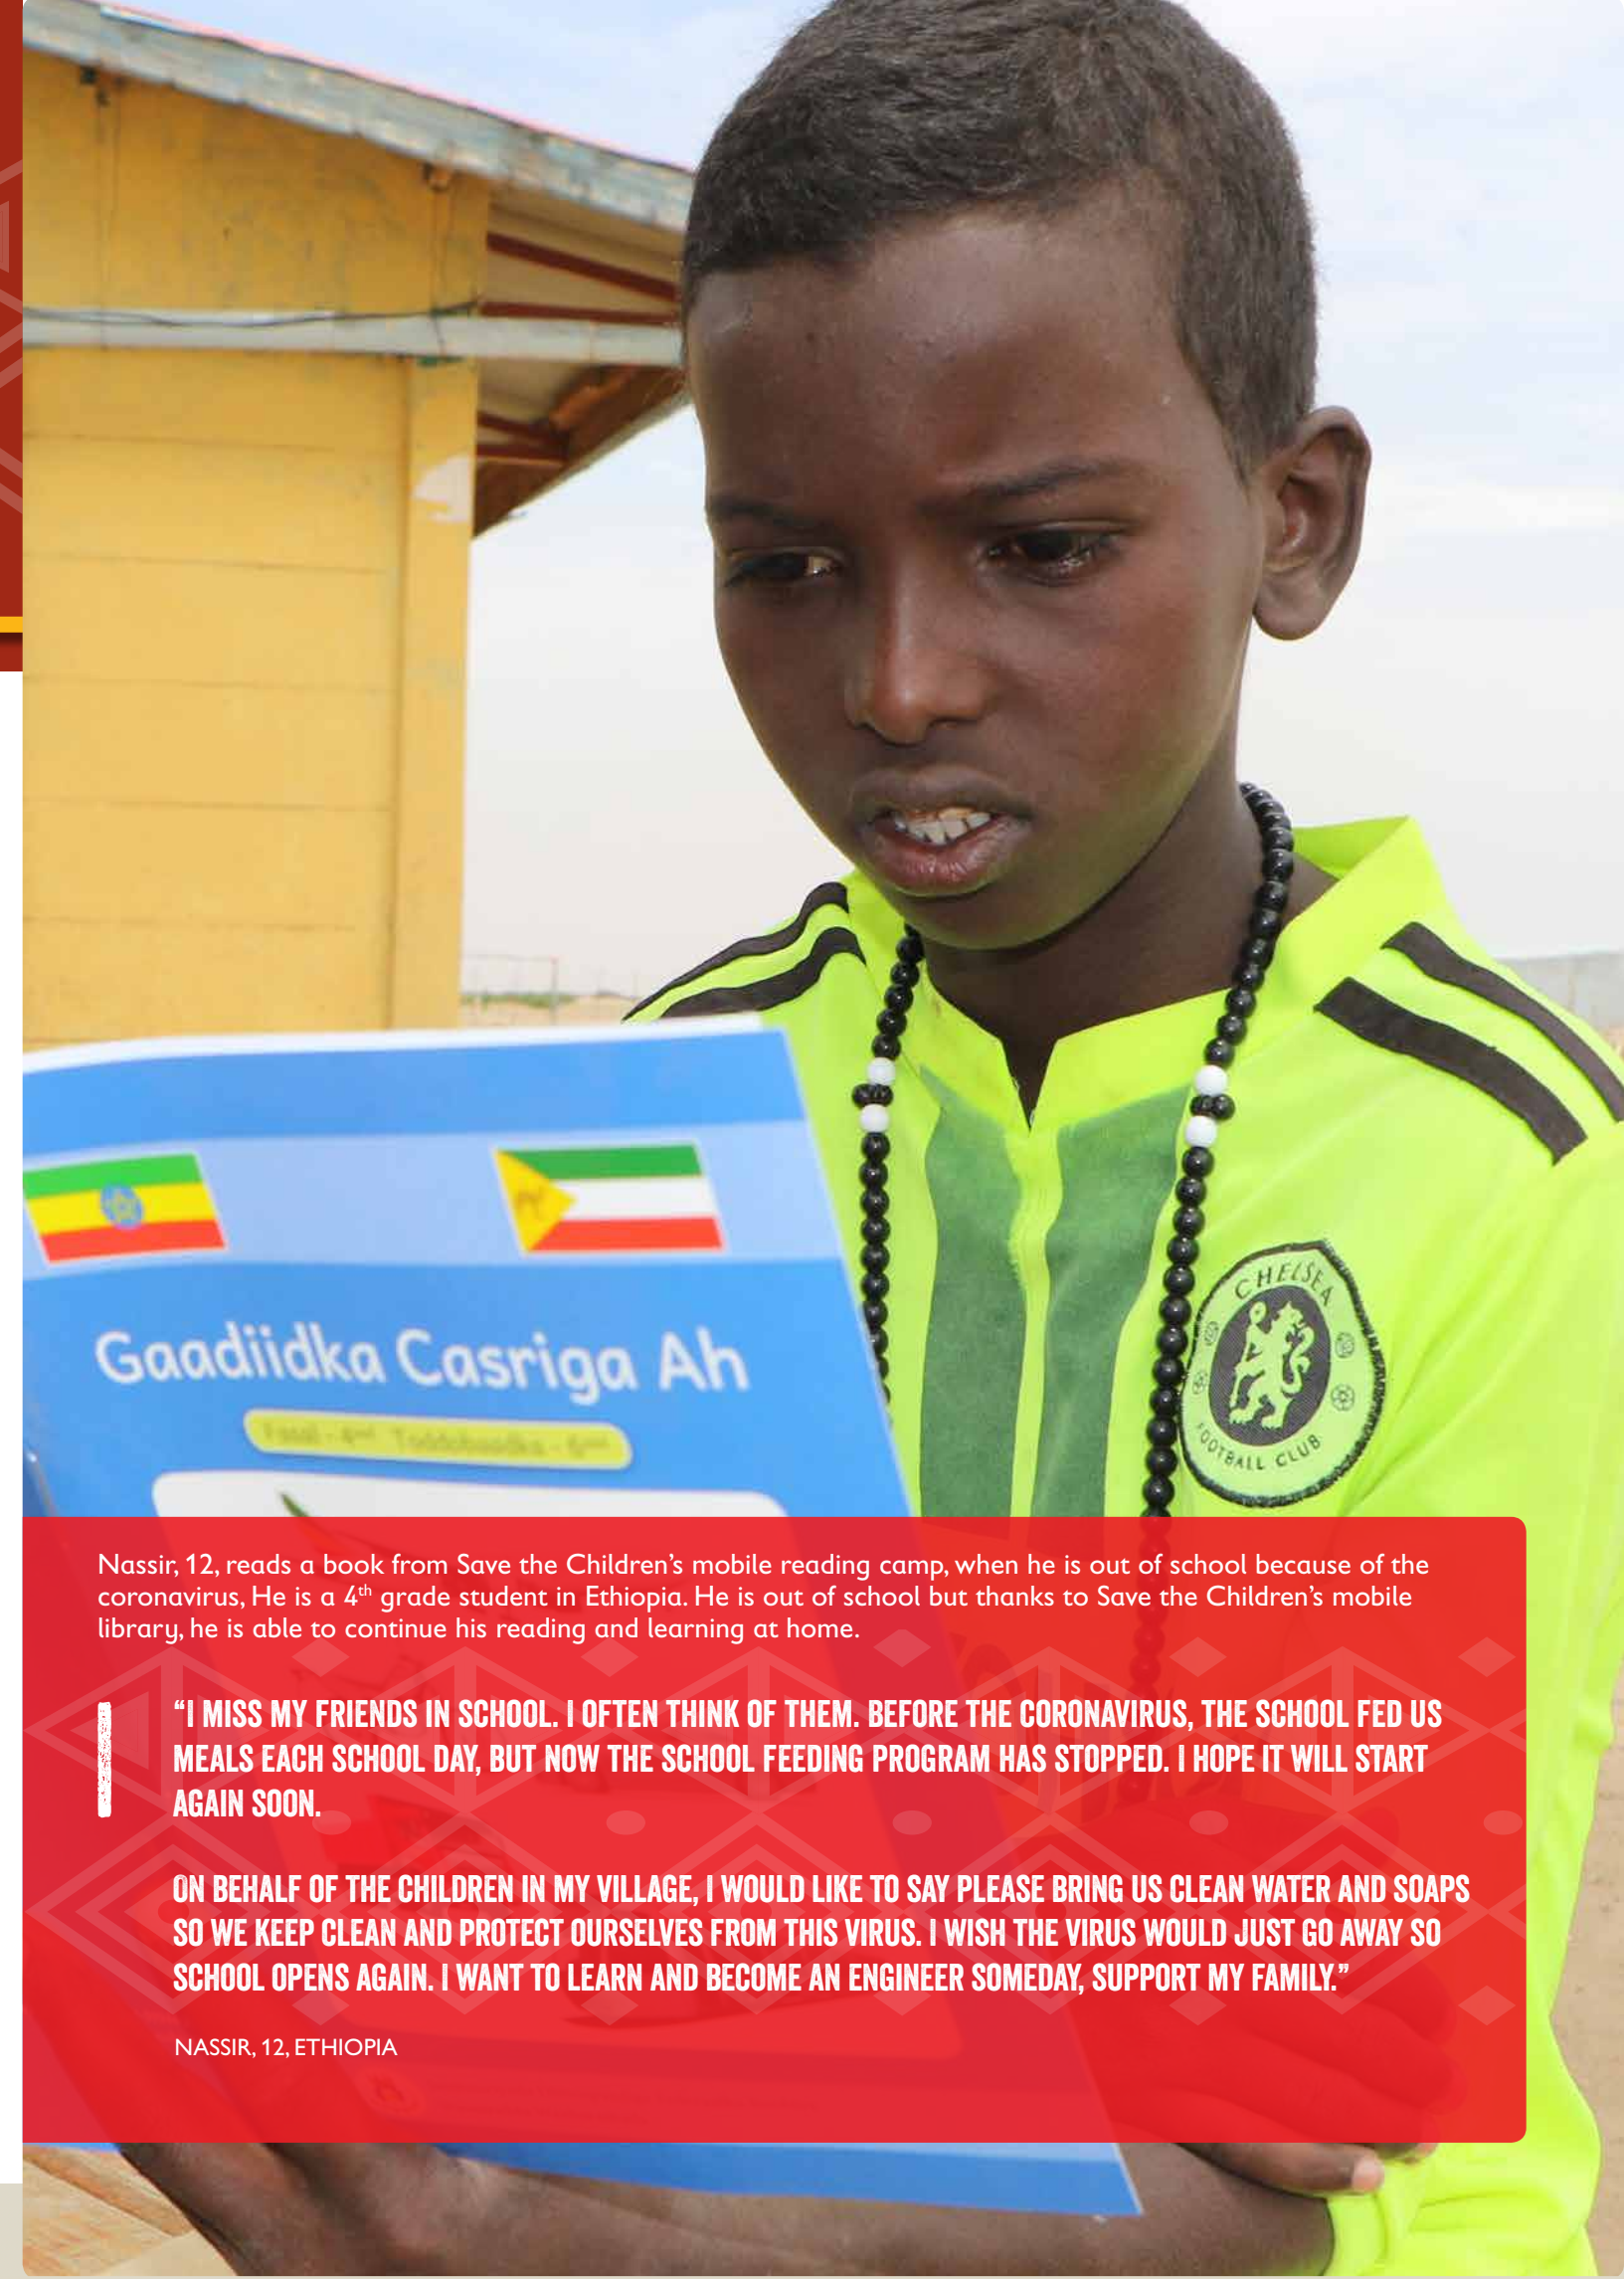 Gaadiidka Casriga Ah
CHELSEA
FOOTBALL CLUB
Nassir, 12, reads a book from Save the Children’s mobile reading camp, when he is out of school because of the
coronavirus, He is a 4th grade student in Ethiopia. He is out of school but thanks to Save the Children’s mobile
library, he is able to continue his reading and learning at home.
“I MISS MY FRIENDS IN SCHOOL. I OFTEN THINK OF THEM. BEFORE THE CORONAVIRUS, THE SCHOOL FED US
MEALS EACH SCHOOL DAY, BUT NOW THE SCHOOL FEEDING PROGRAM HAS STOPPED. I HOPE IT WILL START
AGAIN SOON.
ON BEHALF OF THE CHILDREN IN MY VILLAGE, I WOULD LIKE TO SAY PLEASE BRING US CLEAN WATER AND SOAPS
SO WE KEEP CLEAN AND PROTECT OURSELVES FROM THIS VIRUS. I WISH THE VIRUS WOULD JUST GO AWAY SO
SCHOOL OPENS AGAIN. I WANT TO LEARN AND BECOME AN ENGINEER SOMEDAY, SUPPORT MY FAMILY.”
NASSIR, 12, ETHIOPIA